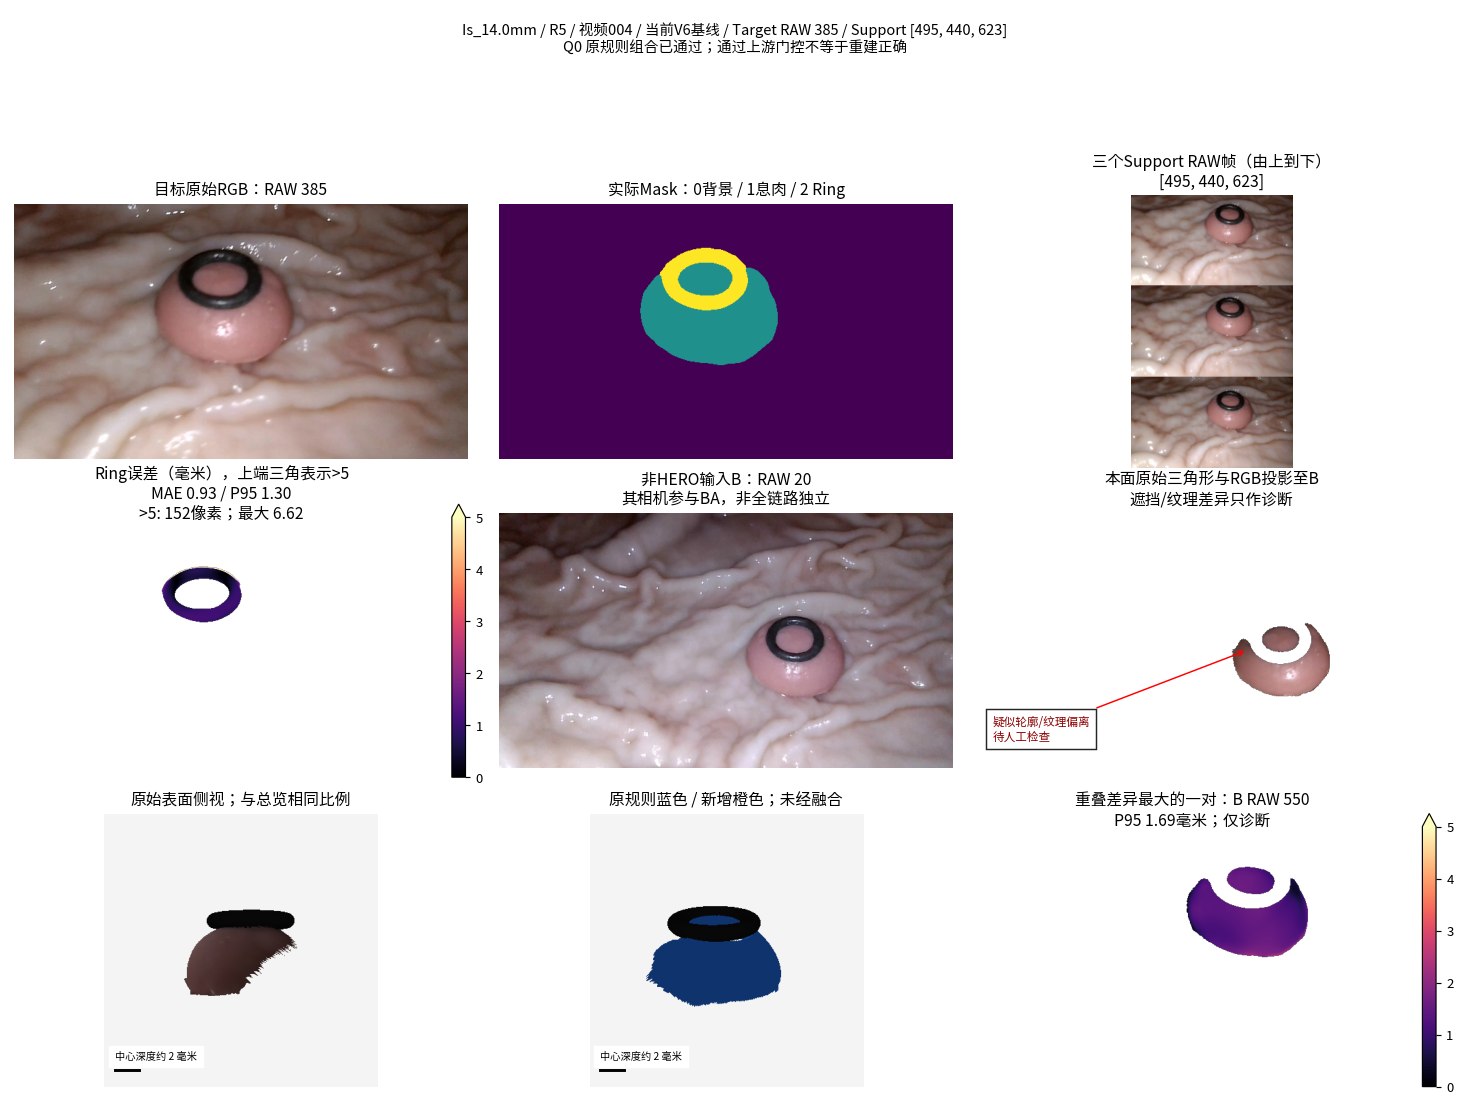 Is_14.0mm / R5 / 视频004 / 当前V6基线 / Target RAW 385 / Support [495, 440, 623]
Q0 原规则组合已通过；通过上游门控不等于重建正确
目标原始RGB：RAW 385
实际Mask：0背景 / 1息肉 / 2 Ring
三个Support RAW帧（由上到下）
[495, 440, 623]
Ring误差（毫米），上端三角表示>5
MAE 0.93 / P95 1.30
>5: 152像素；最大 6.62
5
4
3
2
1
0
非HERO输入B：RAW 20
其相机参与BA，非全链路独立
本面原始三角形与RGB投影至B
遮挡/纹理差异只作诊断
疑似轮廓/纹理偏离
待人工检查
原始表面侧视；与总览相同比例
中心深度约 2 毫米
原规则蓝色 / 新增橙色；未经融合
中心深度约 2 毫米
重叠差异最大的一对：B RAW 550
P95 1.69毫米；仅诊断
5
4
3
2
1
0